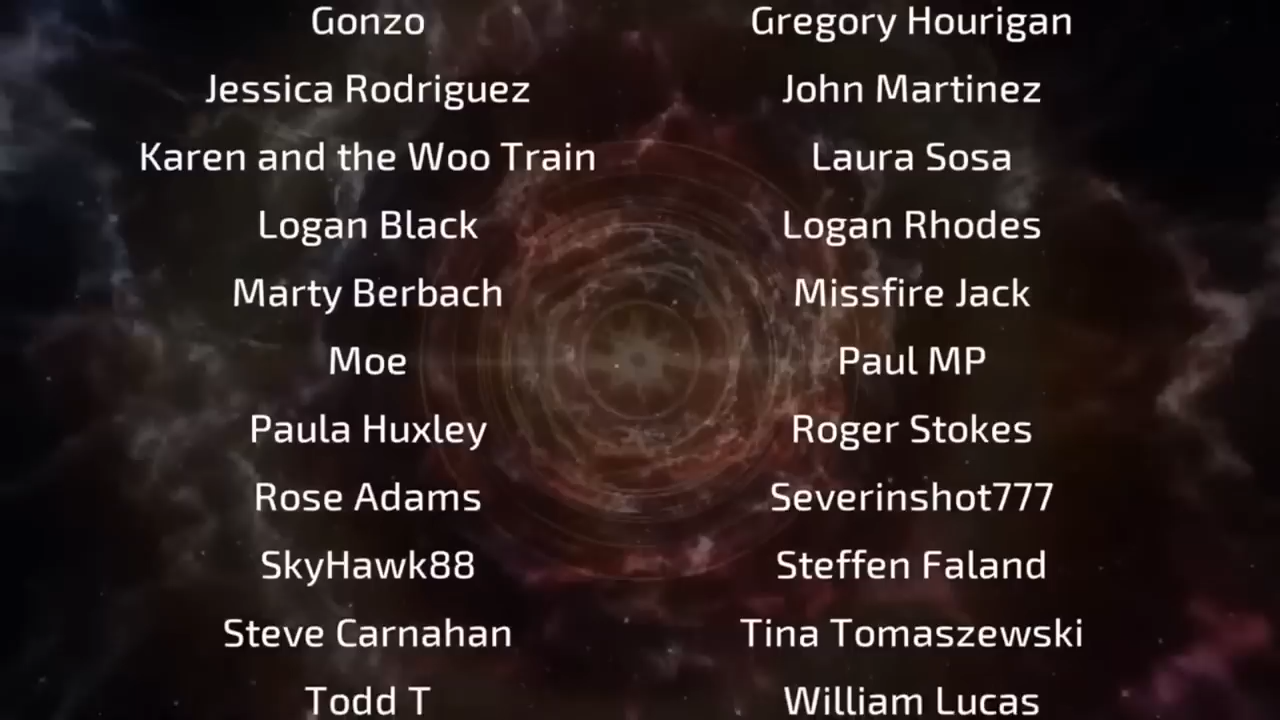 Gonzo Gregory Hourigan
Jessica Rodriguez John Martinez
Karen and the Woo Train Laura Sosa
Logan Black Logan Rhodes
Marty Berbach Missfire Jack
Moe Paul MP
Paula Huxley Roger Stokes
Rose Adams Severinshot777
SkyHawk88 Steffen Faland
Steve Carnahan Tina Tomaszewski
Todd T William Lucas